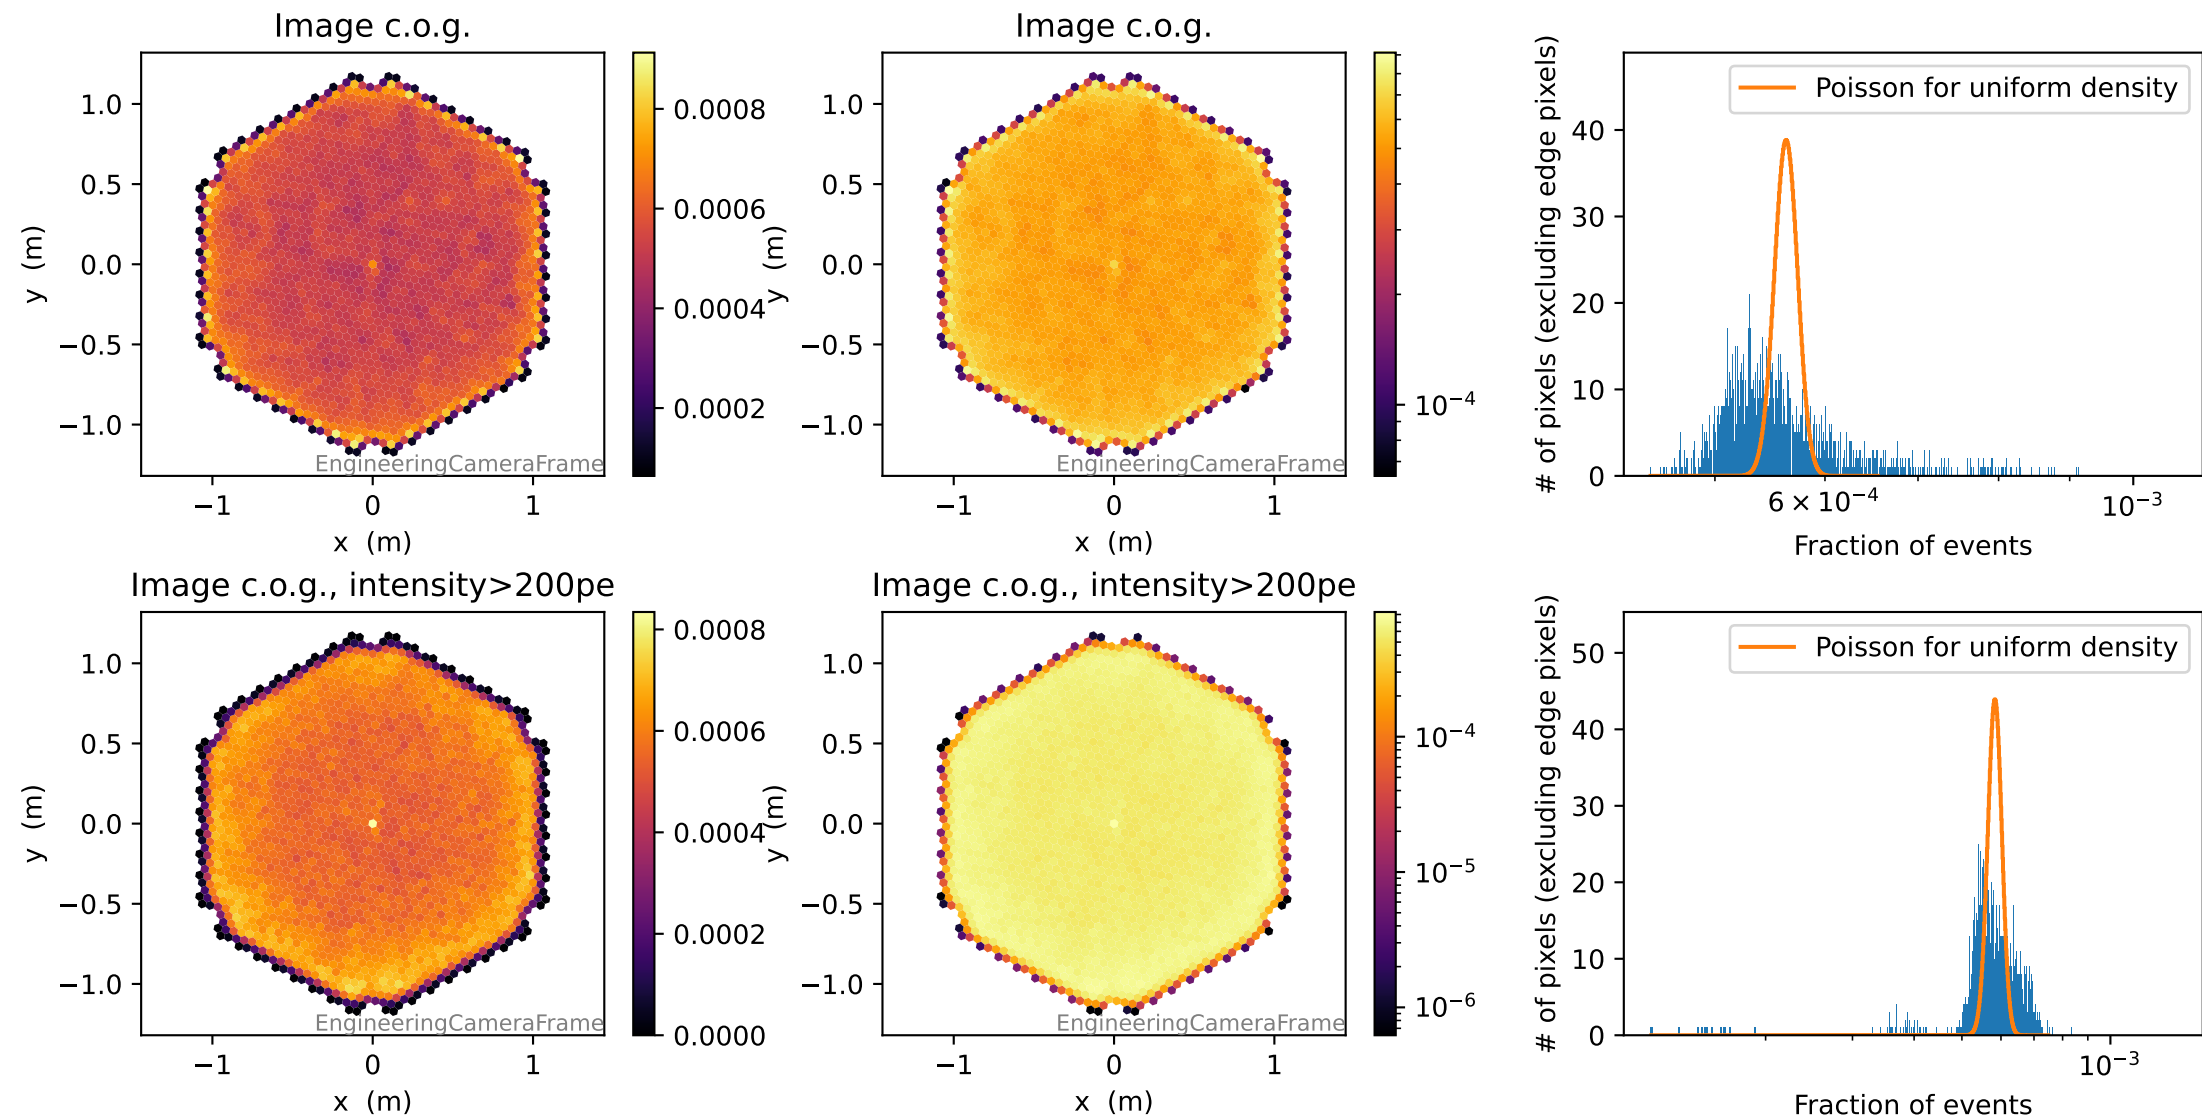 Image c.o.g.
1.0
0.5
0.0
−0.5
−1.0
y (m)
−1
0
1
x (m)
EngineeringCameraFrame
0.0008
0.0006
0.0004
0.0002
Image c.o.g.
1.0
0.5
0.0
−0.5
−1.0
y (m)
−1
0
1
x (m)
EngineeringCameraFrame
10⁻⁴
# of pixels (excluding edge pixels)
40
30
20
10
0
Poisson for uniform density
6 × 10⁻⁴
10⁻³
Fraction of events
Image c.o.g., intensity>200pe
1.0
0.5
0.0
−0.5
−1.0
y (m)
−1
0
1
x (m)
EngineeringCameraFrame
0.0008
0.0006
0.0004
0.0002
0.0000
Image c.o.g., intensity>200pe
1.0
0.5
0.0
−0.5
−1.0
y (m)
−1
0
1
x (m)
EngineeringCameraFrame
10⁻⁴
10⁻⁵
10⁻⁶
# of pixels (excluding edge pixels)
50
40
30
20
10
0
Poisson for uniform density
10⁻³
Fraction of events